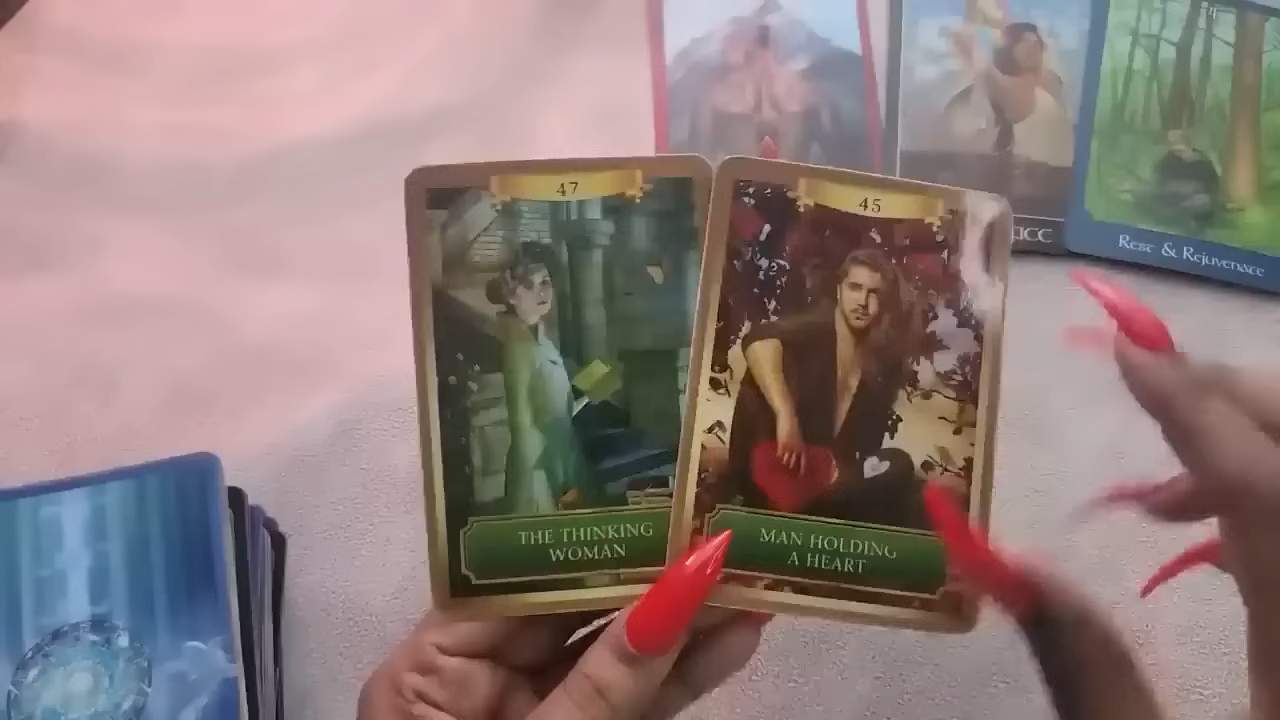 47
THE THINKING
WOMAN
45
MAN HOLDING
A HEART
Rest & Rejuvenate